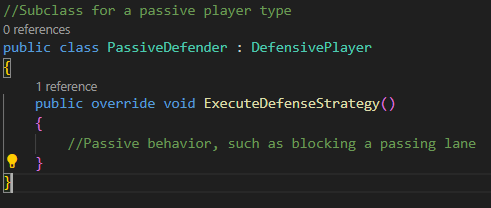 //Subclass for a passive player type
0 references
public class PassiveDefender : DefensivePlayer
{
1 reference
public override void ExecuteDefenseStrategy()
{
//Passive behavior, such as blocking a passing lane
}
}